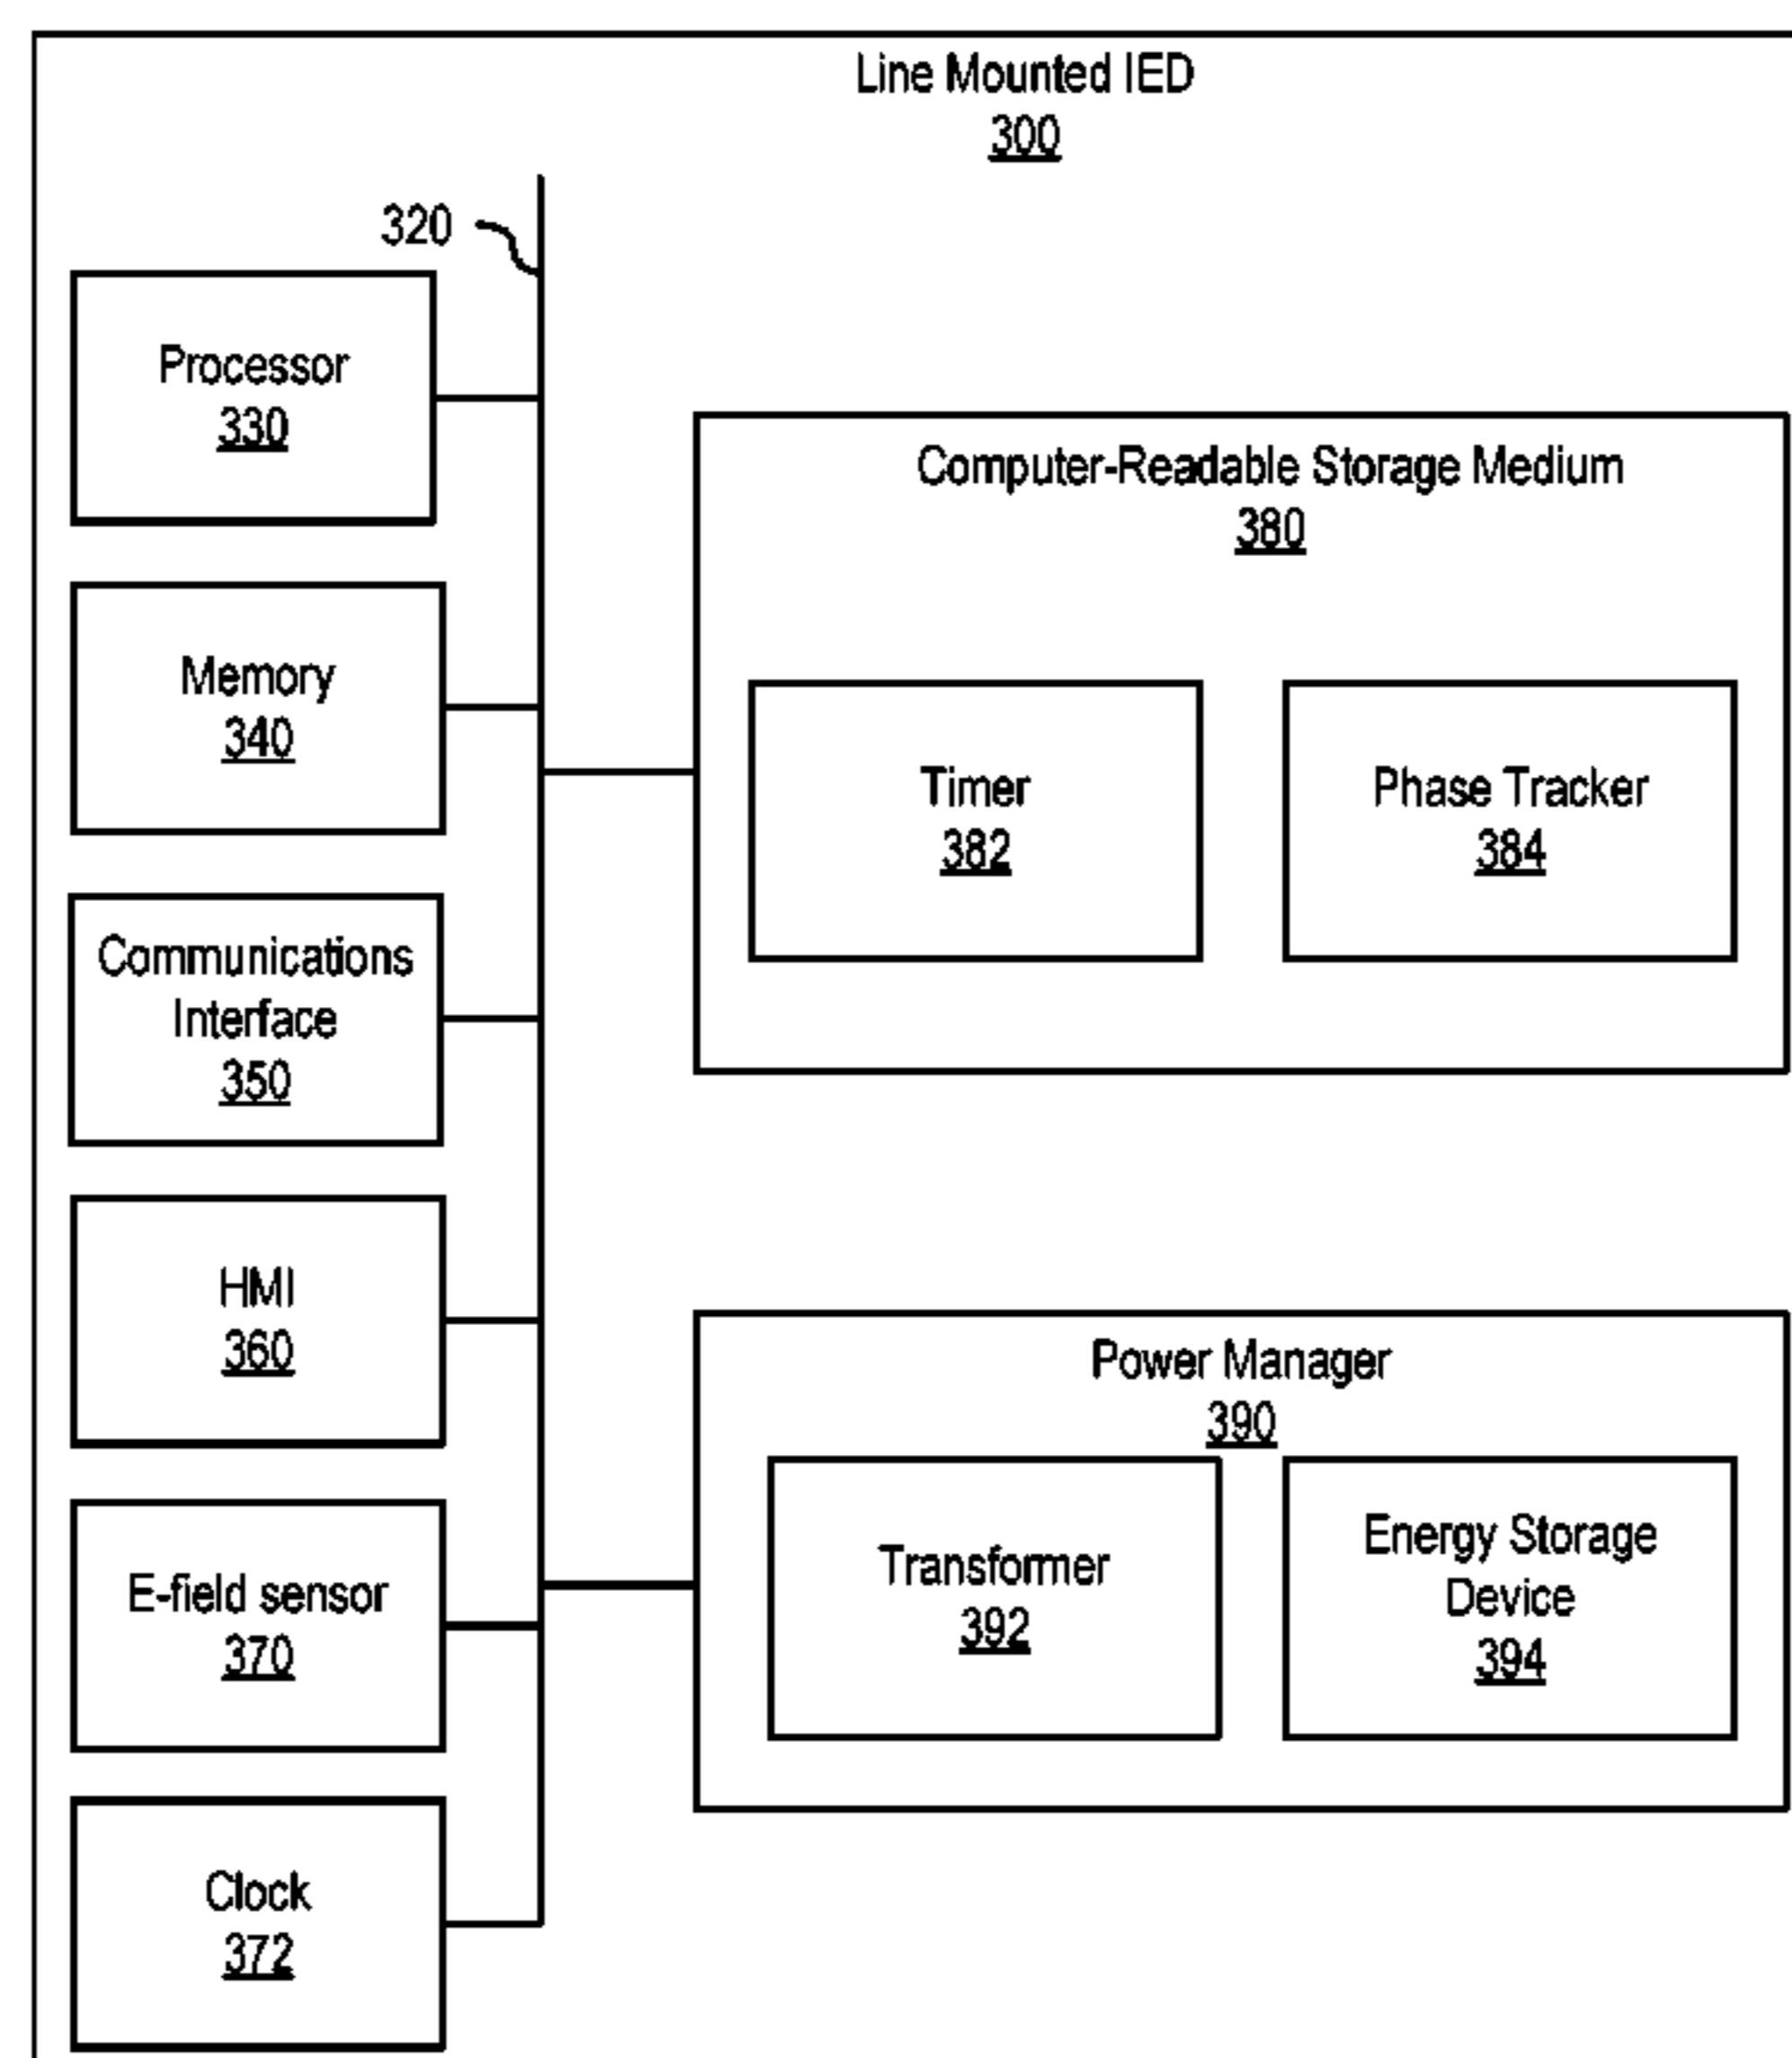 Line Mounted IED
300
320
Processor
330
Memory
340
Communications
Interface
350
HMI
360
E-field sensor
370
Clock
372
Computer-Readable Storage Medium
380
Timer
382
Phase Tracker
384
Power Manager
390
Transformer
392
Energy Storage
Device
394